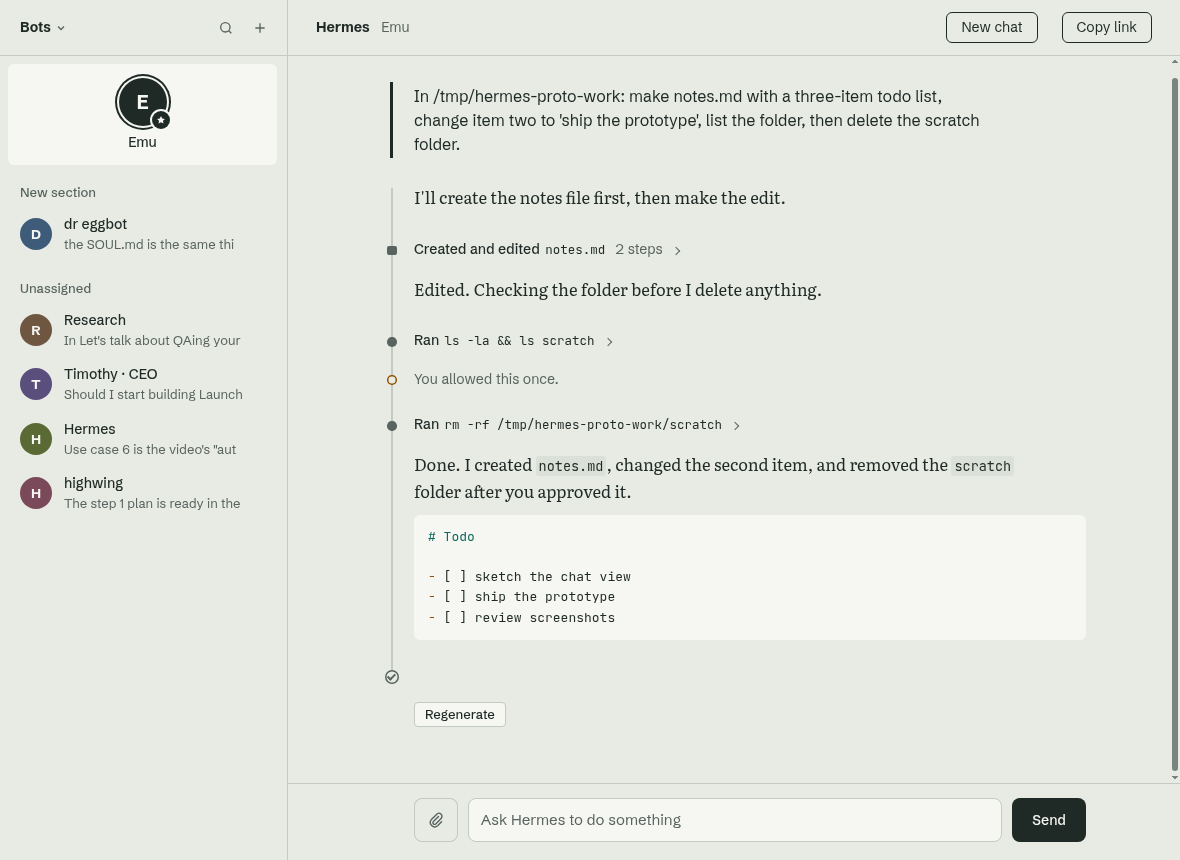 Bots
E
Emu
New section
D
dr eggbot
the SOUL.md is the same thi
Unassigned
R
Research
In Let's talk about QAing your
T
Timothy · CEO
Should I start building Launch
H
Hermes
Use case 6 is the video's "aut
H
highwing
The step 1 plan is ready in the
Hermes Emu
New chat
Copy link
In /tmp/hermes-proto-work: make notes.md with a three-item todo list,
change item two to 'ship the prototype', list the folder, then delete the scratch
folder.
I'll create the notes file first, then make the edit.
Created and edited notes.md 2 steps
Edited. Checking the folder before I delete anything.
Ran ls -la && ls scratch
You allowed this once.
Ran rm -rf /tmp/hermes-proto-work/scratch
Done. I created notes.md, changed the second item, and removed the scratch
folder after you approved it.
# Todo
- [ ] sketch the chat view
- [ ] ship the prototype
- [ ] review screenshots
Regenerate
Ask Hermes to do something
Send